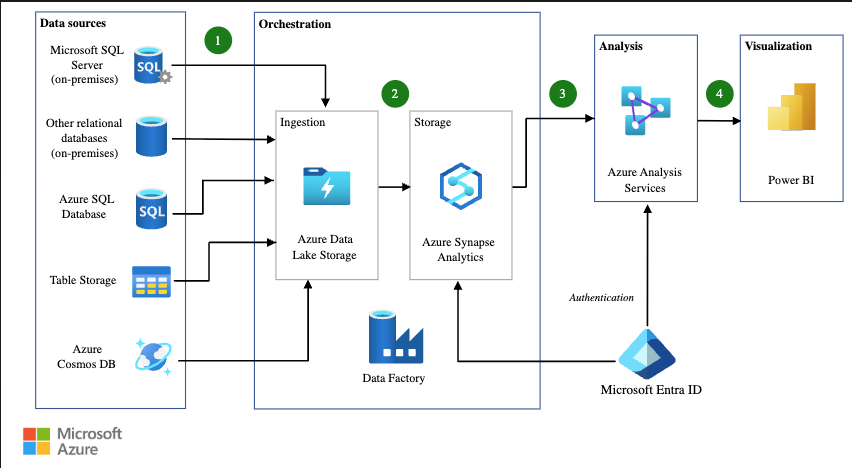 Data sources
Microsoft SQL
Server
(on-premises)
SQL
Other relational
databases
(on-premises)
Azure SQL
Database
SQL
Table Storage
Azure
Cosmos DB
1
Orchestration
Ingestion
Azure Data
Lake Storage
2
Storage
Azure Synapse
Analytics
Data Factory
3
Analysis
Azure Analysis
Services
4
Visualization
Power BI
Authentication
Microsoft Entra ID
Microsoft
Azure